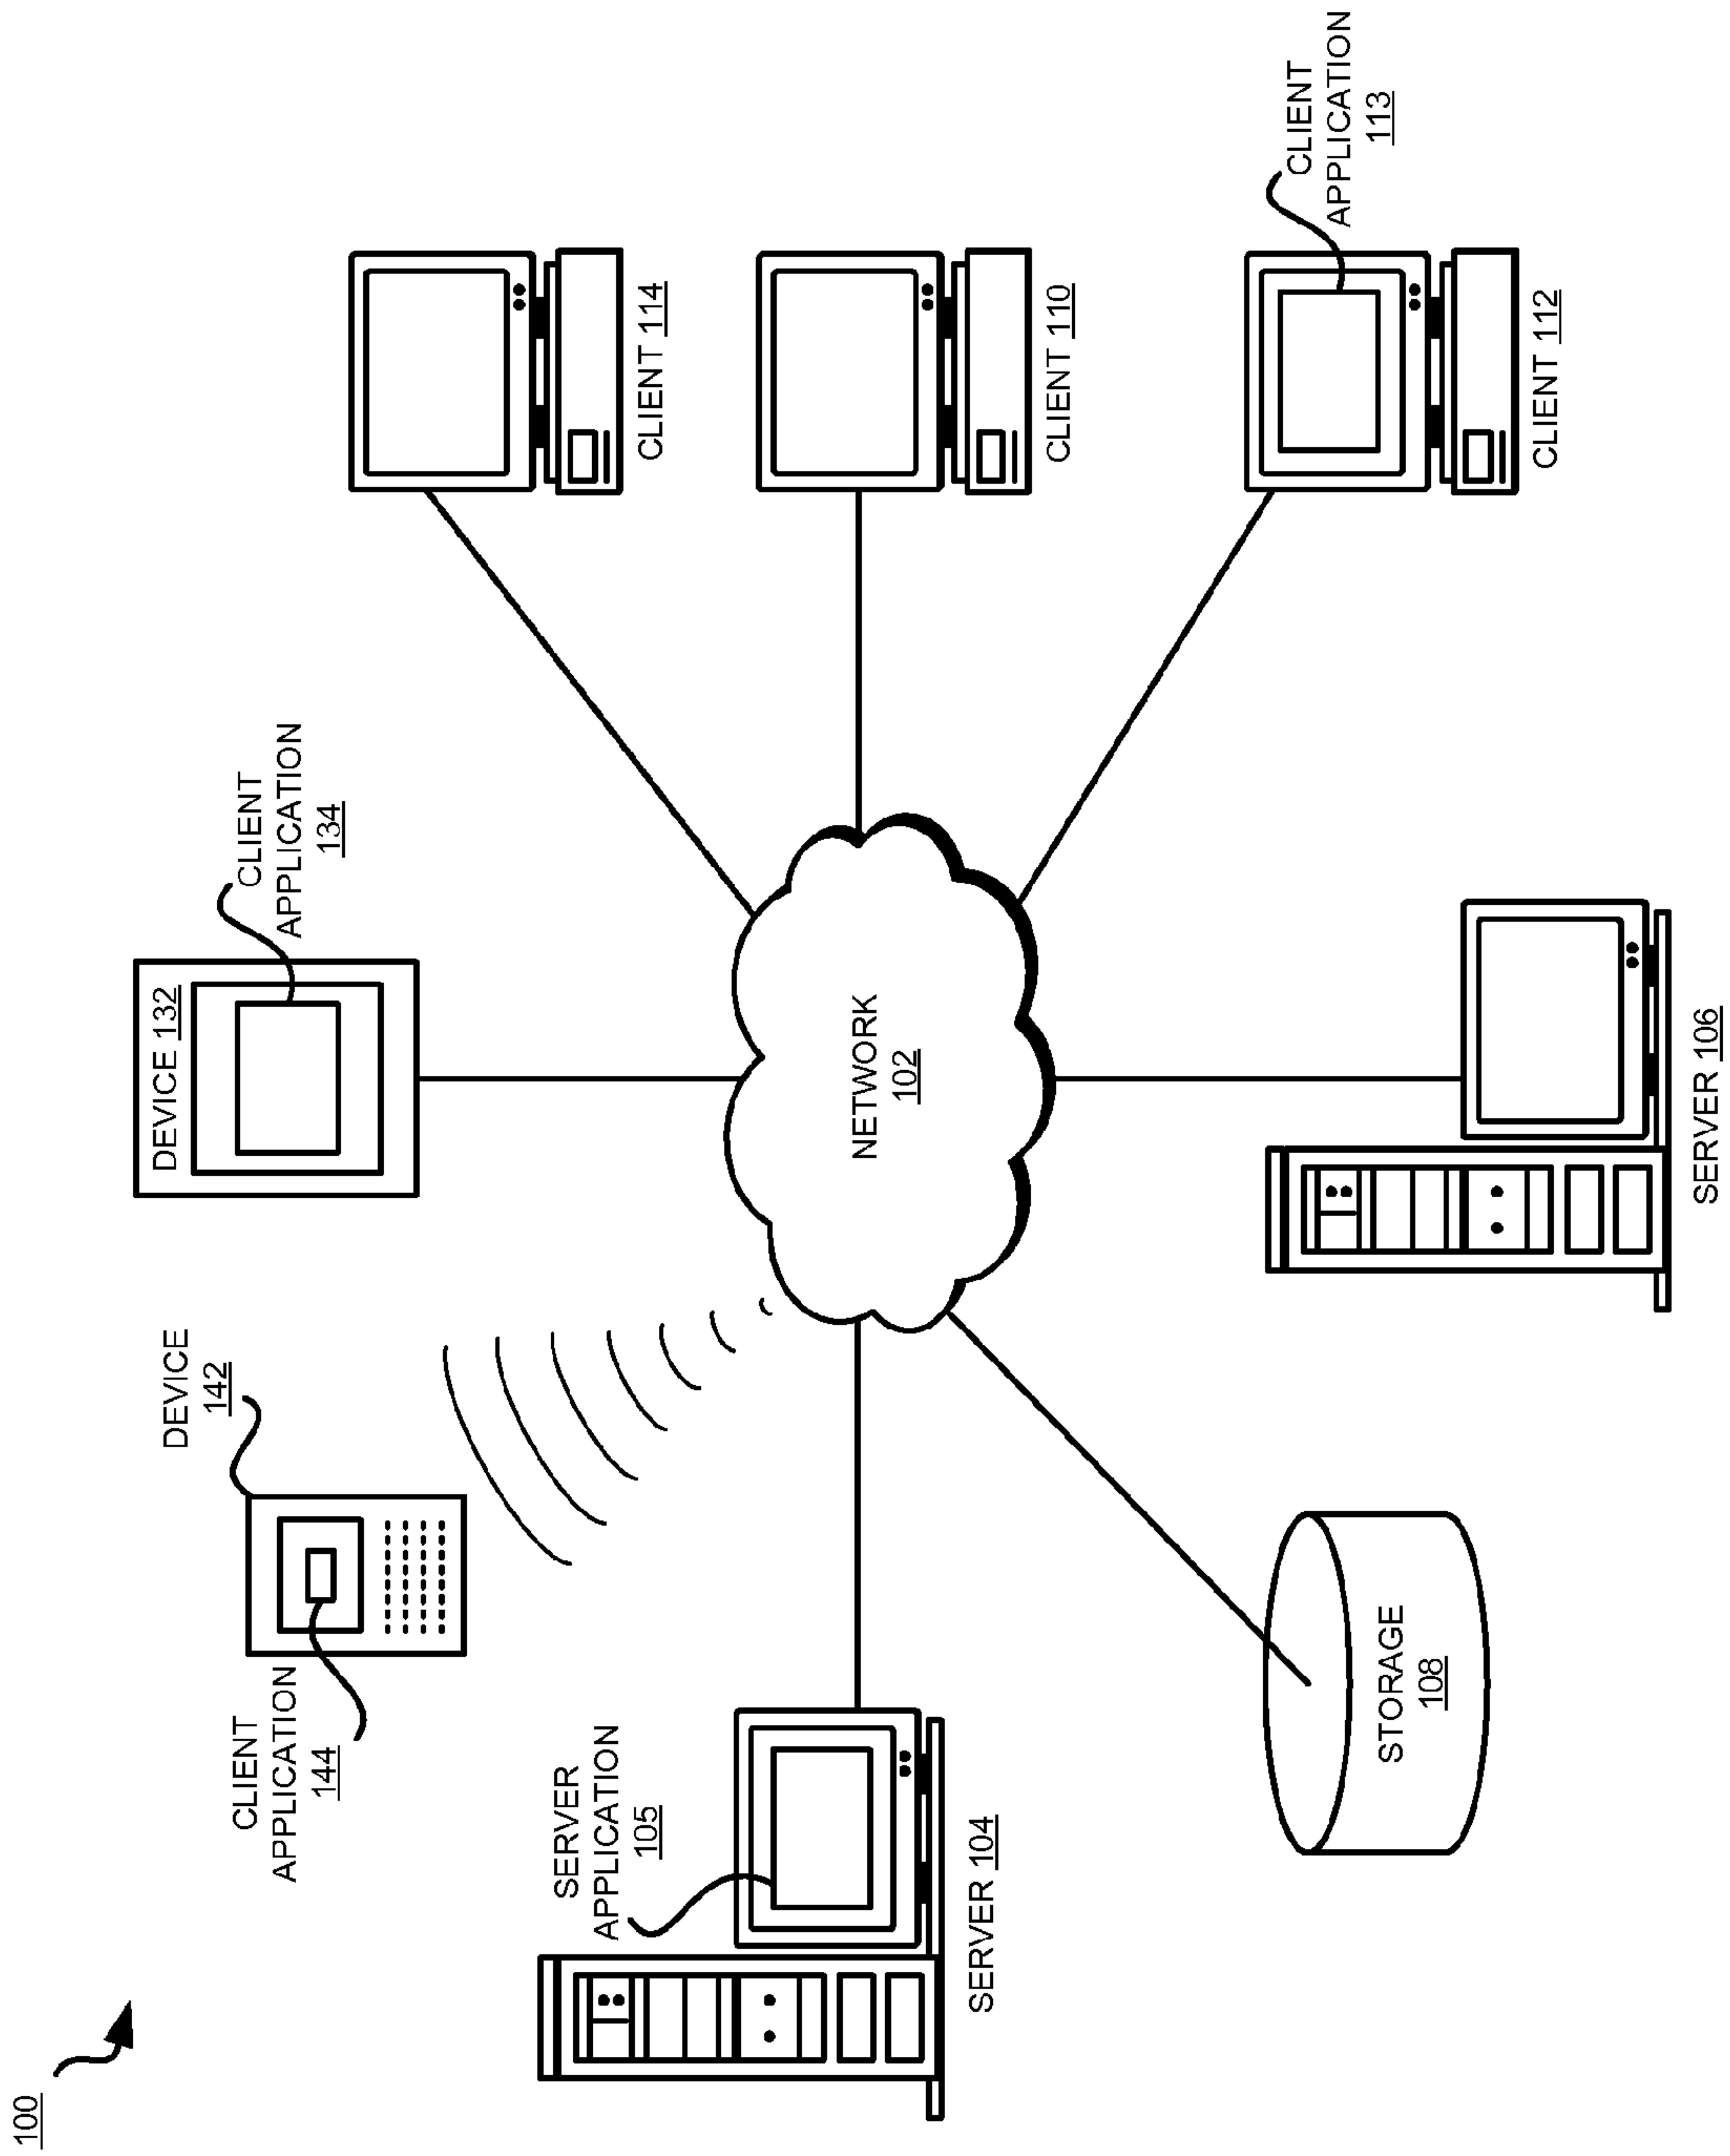 100
DEVICE
142
CLIENT
APPLICATION
144
DEVICE 132
CLIENT
APPLICATION
134
CLIENT 114
SERVER
APPLICATION
105
SERVER 104
NETWORK
102
CLIENT 110
STORAGE
108
SERVER 106
CLIENT
APPLICATION
113
CLIENT 112